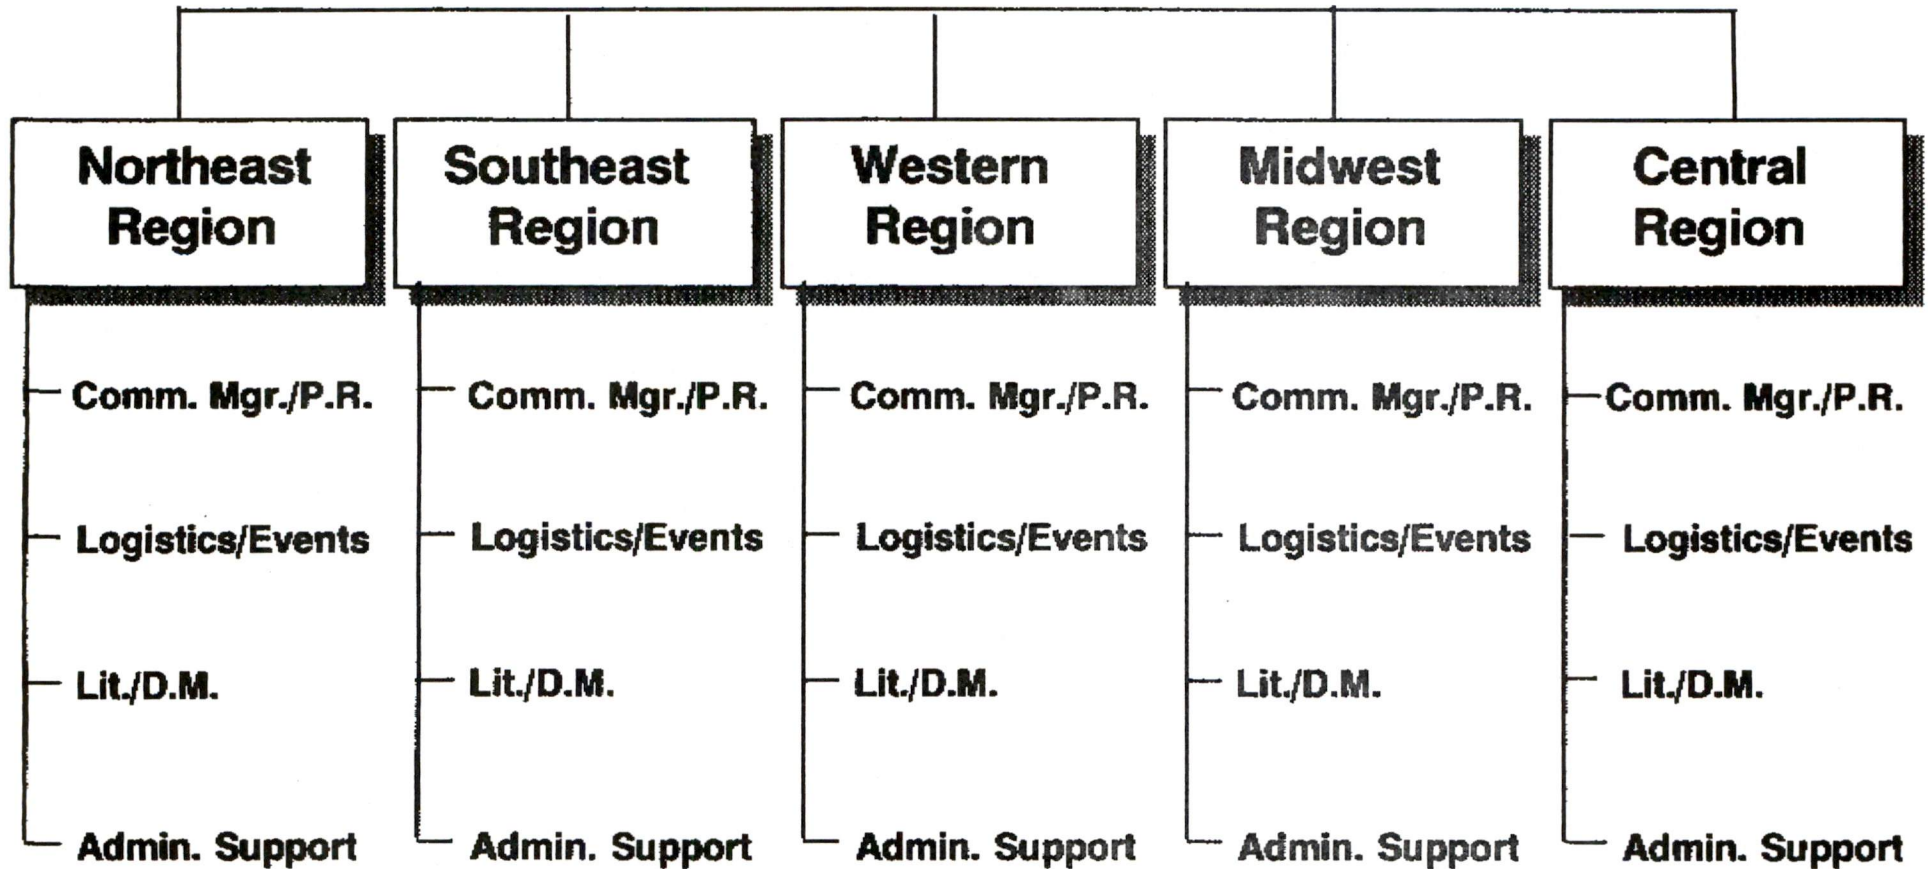 Northeast
Region
Southeast
Region
Western
Region
Midwest
Region
Central
Region
Comm. Mgr./P.R.
Comm. Mgr./P.R.
Comm. Mgr./P.R.
Comm. Mgr./P.R.
Comm. Mgr./P.R.
Logistics/Events
Logistics/Events
Logistics/Events
Logistics/Events
Logistics/Events
Lit./D.M.
Lit./D.M.
Lit./D.M.
Lit./D.M.
Lit./D.M.
Admin. Support
Admin. Support
Admin. Support
Admin. Support
Admin. Support